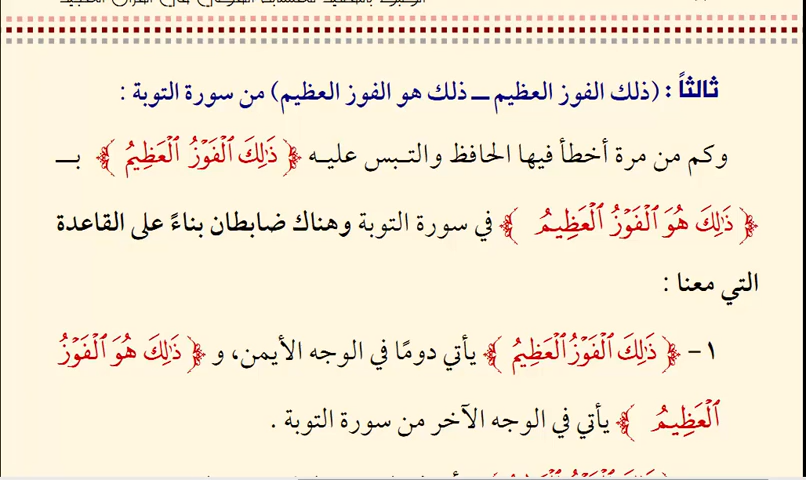 ثالثاً : (ذلك الفوز العظيم ــ ذلك هو الفوز العظيم) من سورة التوبة :
وكم من مرة أخطأ فيها الحافظ والتبس عليه ﴿ ذَٰلِكَ ٱلْفَوْزُ ٱلْعَظِيمُ ﴾ بـ
﴿ ذَٰلِكَ هُوَ ٱلْفَوْزُ ٱلْعَظِيمُ ﴾ في سورة التوبة وهناك ضابطان بناءً على القاعدة
التي معنا :
١- ﴿ ذَٰلِكَ ٱلْفَوْزُ ٱلْعَظِيمُ ﴾ يأتي دومًا في الوجه الأيمن، و ﴿ ذَٰلِكَ هُوَ ٱلْفَوْزُ
ٱلْعَظِيمُ ﴾ يأتي في الوجه الآخر من سورة التوبة .